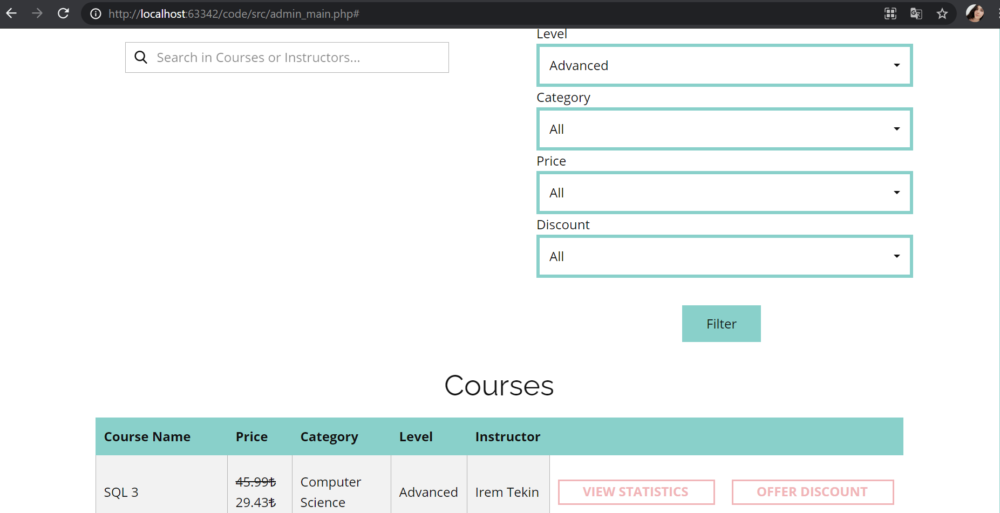 http://localhost:63342/code/src/admin_main.php#
Search in Courses or Instructors...
Level
Advanced
Category
All
Price
All
Discount
All
Filter
Courses
Course Name Price Category Level Instructor
SQL 3 45.99₺ 29.43₺ Computer Science Advanced Irem Tekin VIEW STATISTICS OFFER DISCOUNT